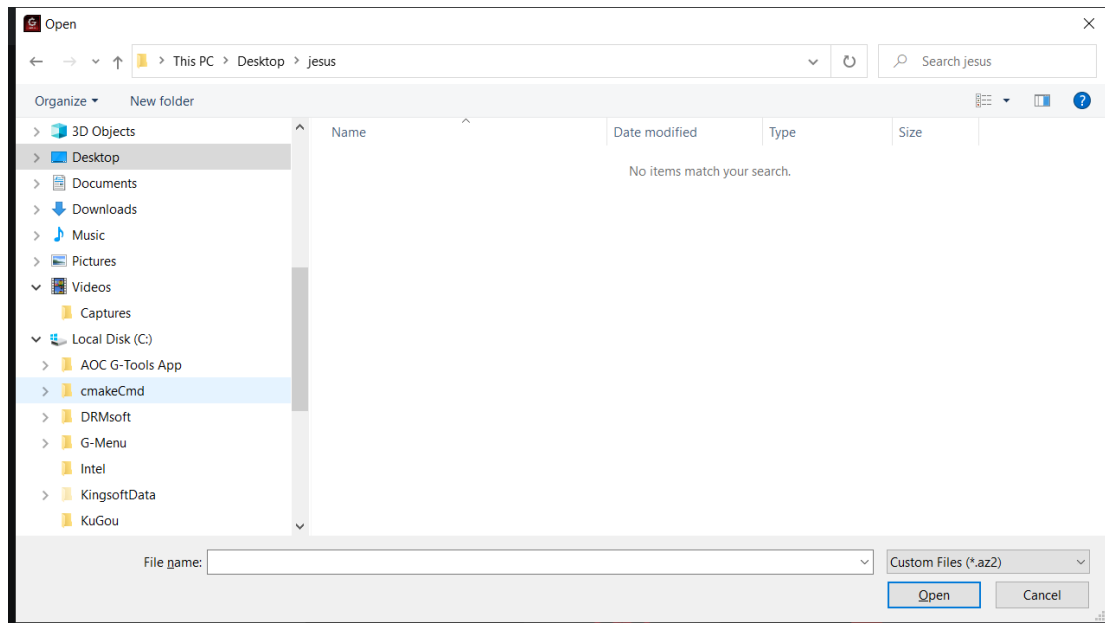 Open
This PC > Desktop > jesus
Search jesus
Organize
New folder
3D Objects
Desktop
Documents
Downloads
Music
Pictures
Videos
Captures
Local Disk (C:)
AOC G-Tools App
cmakeCmd
DRMsoft
G-Menu
Intel
KingsoftData
KuGou
Name
Date modified
Type
Size
No items match your search.
File name:
Custom Files (*.az2)
Open
Cancel